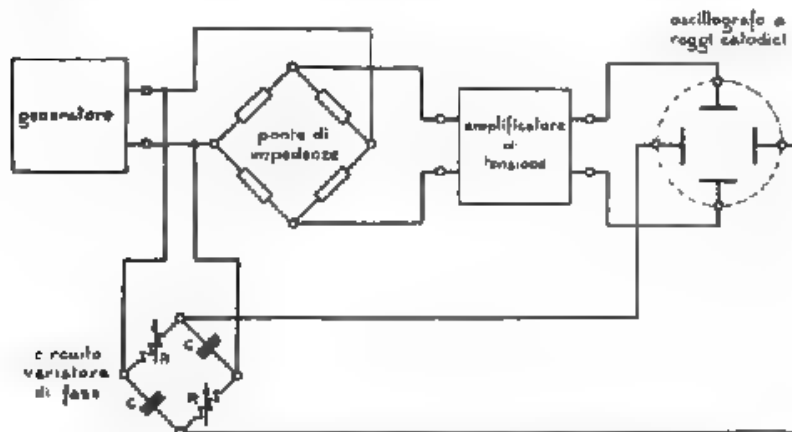 oscillografo a
raggi catodici
generatore
ponte di
impedenze
amplificatore
di
tensione
circuito
variatore
di fase
R
C
C
R